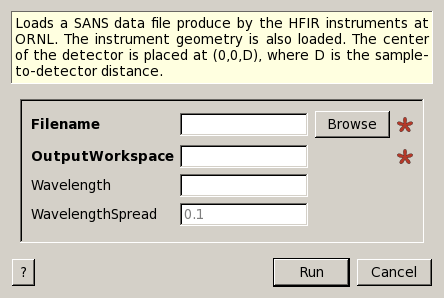 Loads a SANS data file produce by the HFIR instruments at
ORNL. The instrument geometry is also loaded. The center
of the detector is placed at (0,0,D), where D is the sample-
to-detector distance.
Filename Browse *
OutputWorkspace *
Wavelength
WavelengthSpread 0.1
? Run Cancel